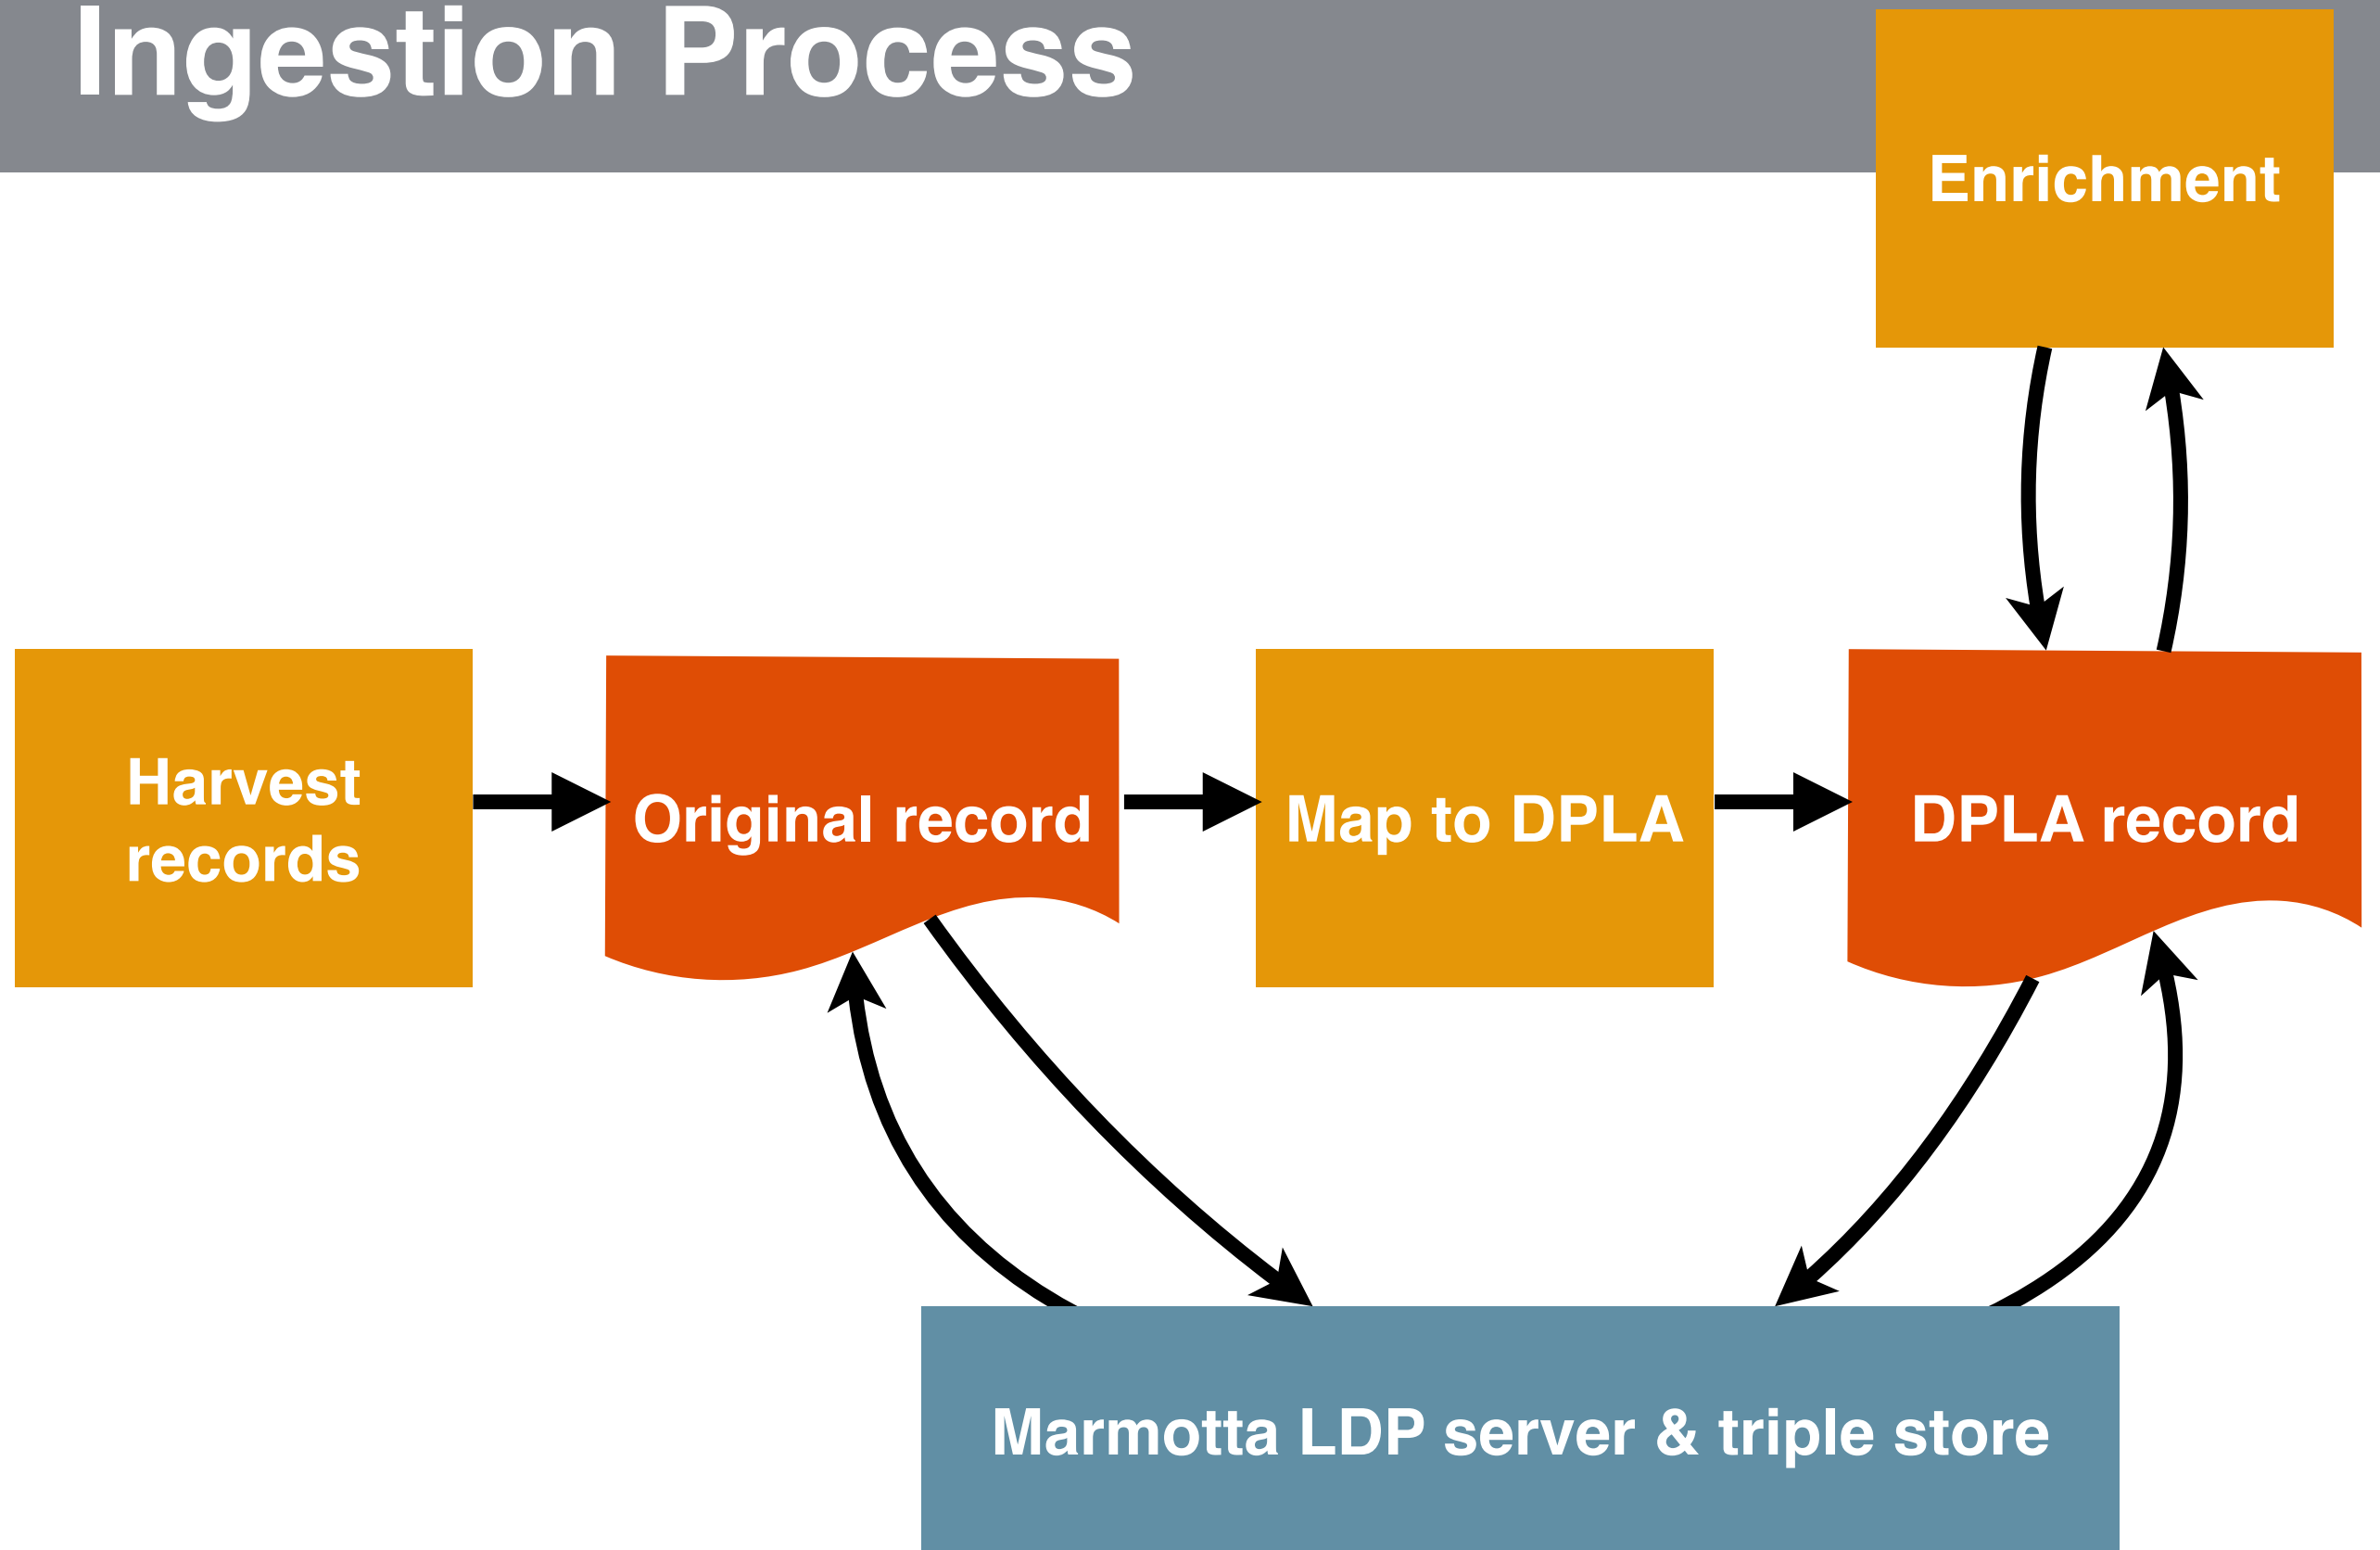 Ingestion Process
Enrichment
Harvest
records
Original record
Map to DPLA
DPLA record
Marmotta LDP server & triple store